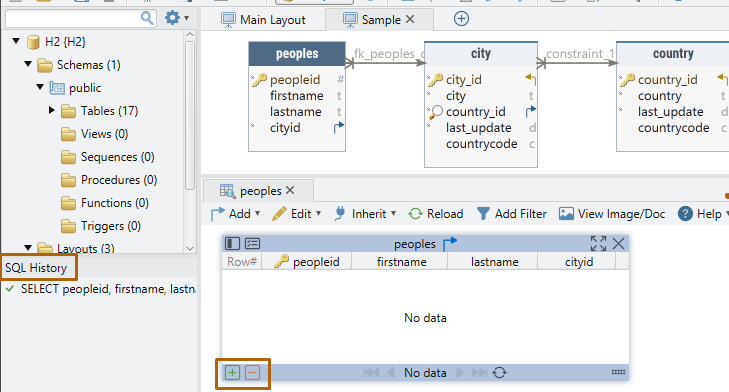 H2 {H2}
Schemas (1)
public
Tables (17)
Views (0)
Sequences (0)
Procedures (0)
Functions (0)
Triggers (0)
Layouts (3)
SQL History
SELECT peopleid, firstname, lastna
Main Layout
Sample
peoples
peopleid #
firstname t
lastname t
cityid
_fk_peoples_c
city
city_id
city t
country_id
last_update d
countrycode c
constraint_1
country
country_id
country t
last_update d
countrycode c
peoples
Add
Edit
Inherit
Reload
Add Filter
View Image/Doc
Help
peoples
Row# peopleid firstname lastname cityid
No data
No data